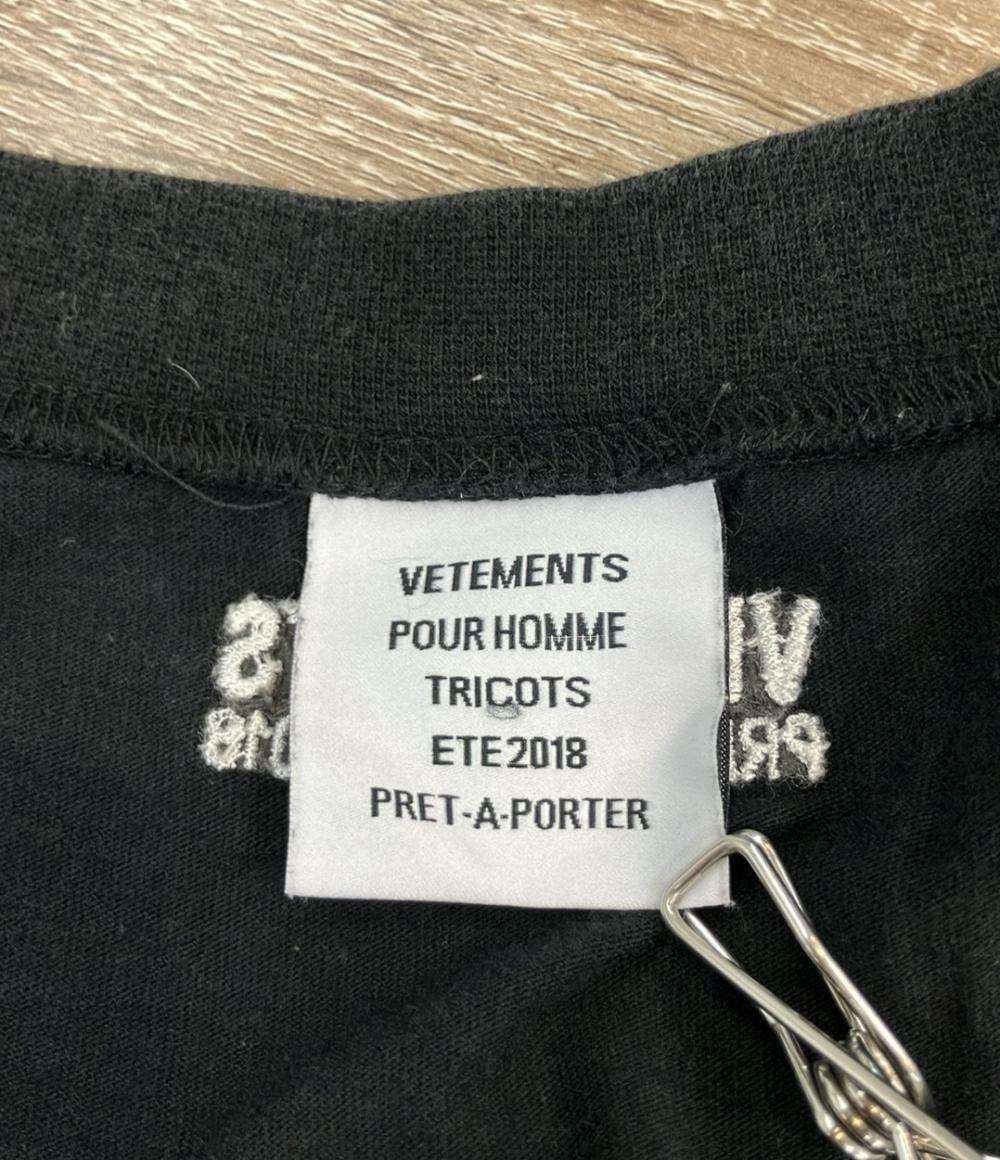 VETEMENTS
POUR HOMME
TRICOTS
ETE 2018
PRET-A-PORTER